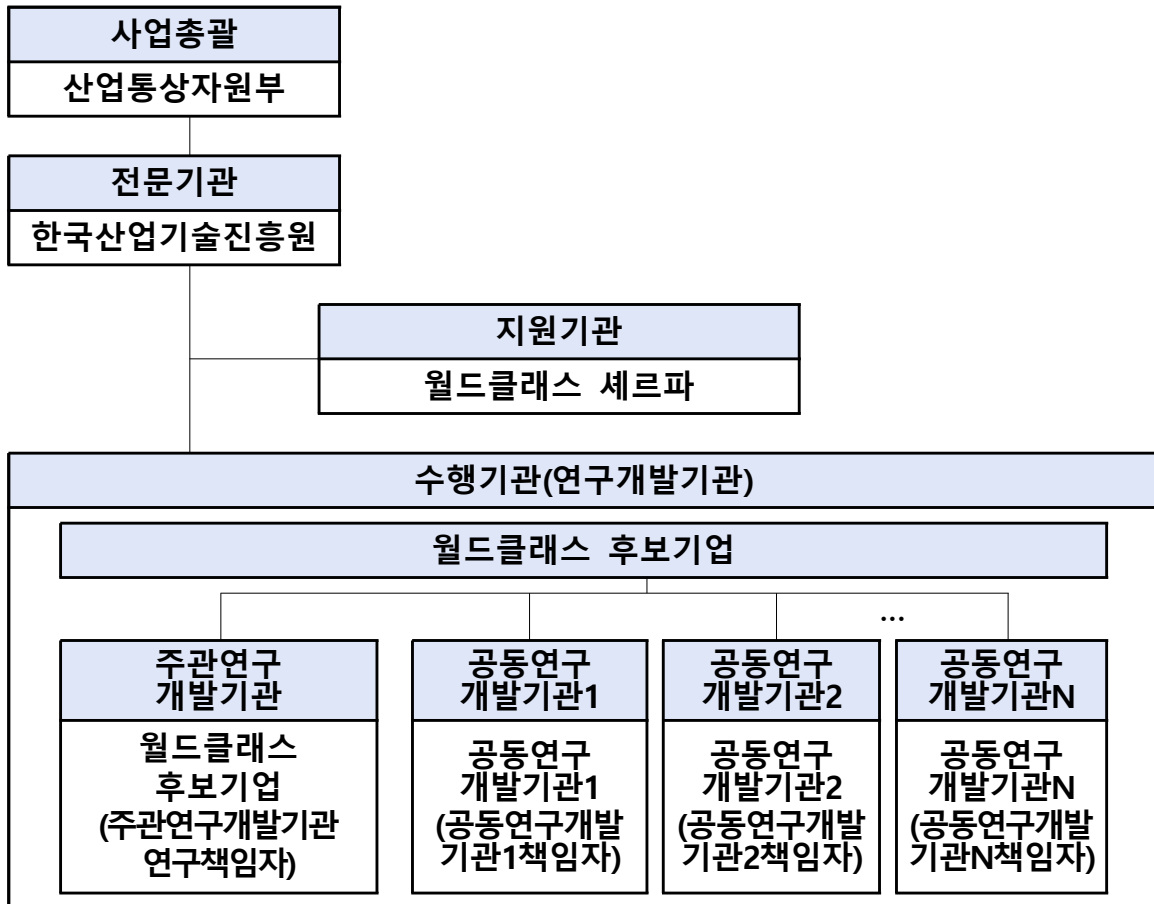 사업총괄
산업통상자원부
전문기관
한국산업기술진흥원
지원기관
월드클래스 셰르파
수행기관(연구개발기관)
월드클래스 후보기업
...
주관연구
개발기관
월드클래스
후보기업
(주관연구개발기관
연구책임자)
공동연구
개발기관1
공동연구
개발기관1
(공동연구개발
기관1책임자)
공동연구
개발기관2
공동연구
개발기관2
(공동연구개발
기관2책임자)
공동연구
개발기관N
공동연구
개발기관N
(공동연구개발
기관N책임자)